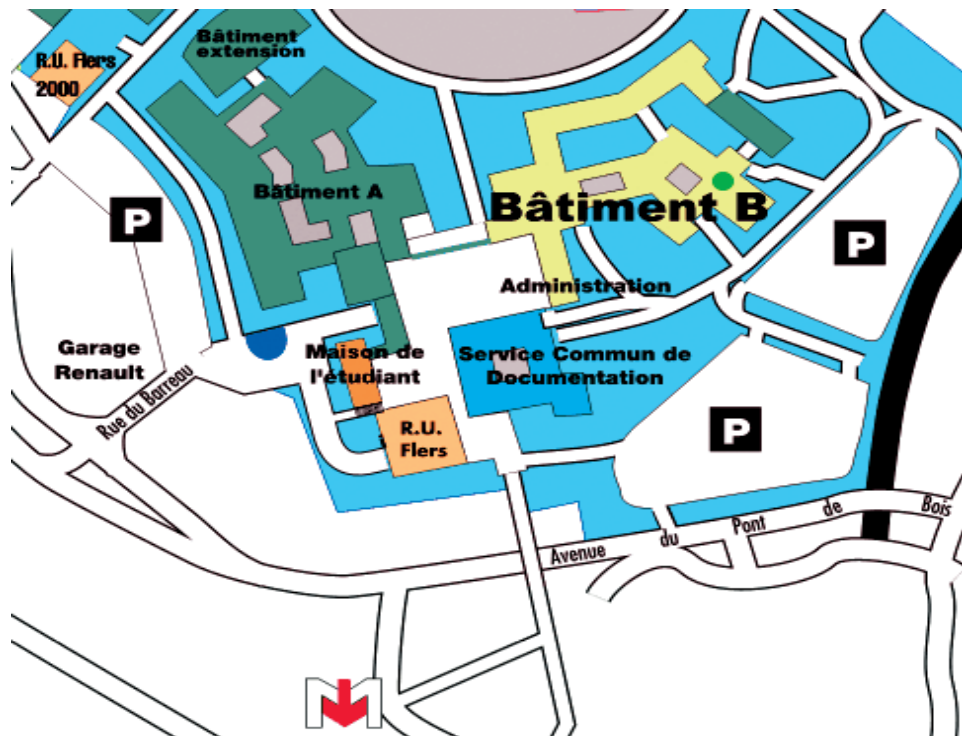 Bâtiment
extension
R.U. Flers
2000
Bâtiment A
Bâtiment B
P
P
Administration
Garage
Renault
Maison de
l'étudiant
Service Commun de
Documentation
Rue du Barreau
R.U.
Flers
P
Avenue du Pont de Bois
M